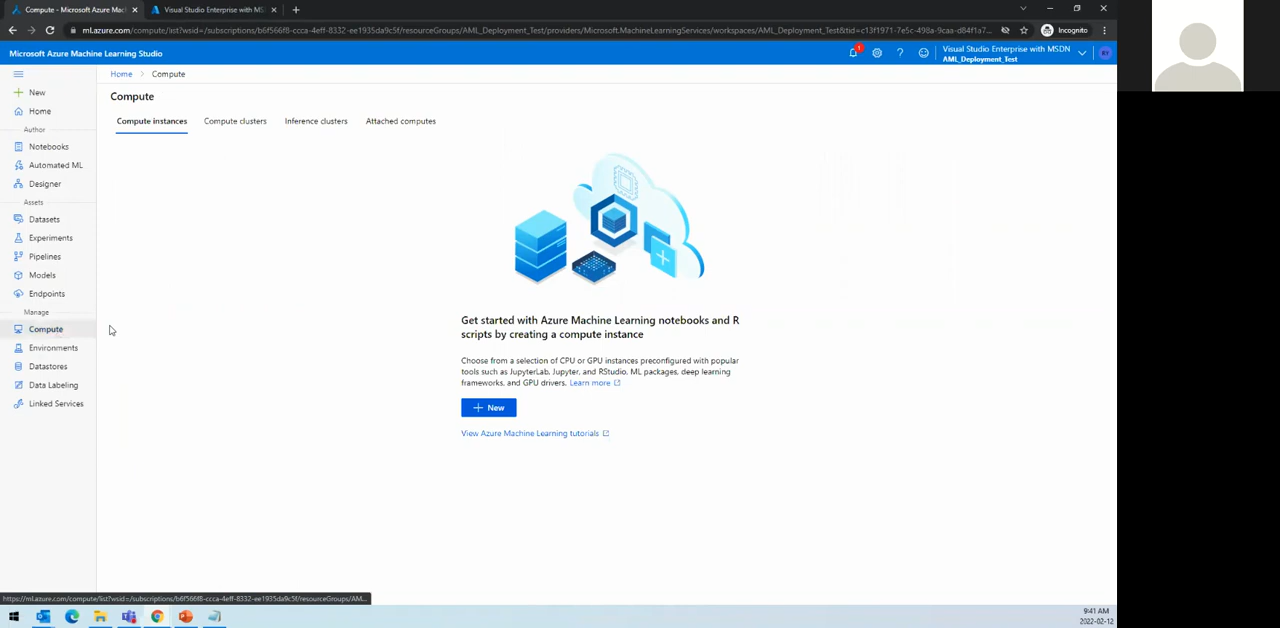 Compute - Microsoft Azure Mac
Visual Studio Enterprise with MS
ml.azure.com/compute/list?wsid=/subscriptions/b6f566f8-ccca-4eff-8332-ee1935da9c5f/resourceGroups/AML_Deployment_Test/providers/Microsoft.MachineLearningServices/workspaces/AML_Deployment_Test&tid=c13f1971-7e5c-498a-9caa-d84f1a7...
Incognito
Microsoft Azure Machine Learning Studio
1
Visual Studio Enterprise with MSDN
AML_Deployment_Test
New
Home
Author
Notebooks
Automated ML
Designer
Assets
Datasets
Experiments
Pipelines
Models
Endpoints
Manage
Compute
Environments
Datastores
Data Labeling
Linked Services
Home > Compute
Compute
Compute instances Compute clusters Inference clusters Attached computes
Get started with Azure Machine Learning notebooks and R
scripts by creating a compute instance
Choose from a selection of CPU or GPU instances preconfigured with popular
tools such as JupyterLab, Jupyter, and RStudio, ML packages, deep learning
frameworks, and GPU drivers. Learn more
New
View Azure Machine Learning tutorials
https://ml.azure.com/compute/list?wsid=/subscriptions/b6f566f8-ccca-4eff-8332-ee1935da9c5f/resourceGroups/AM...
9:41 AM
2022-02-12